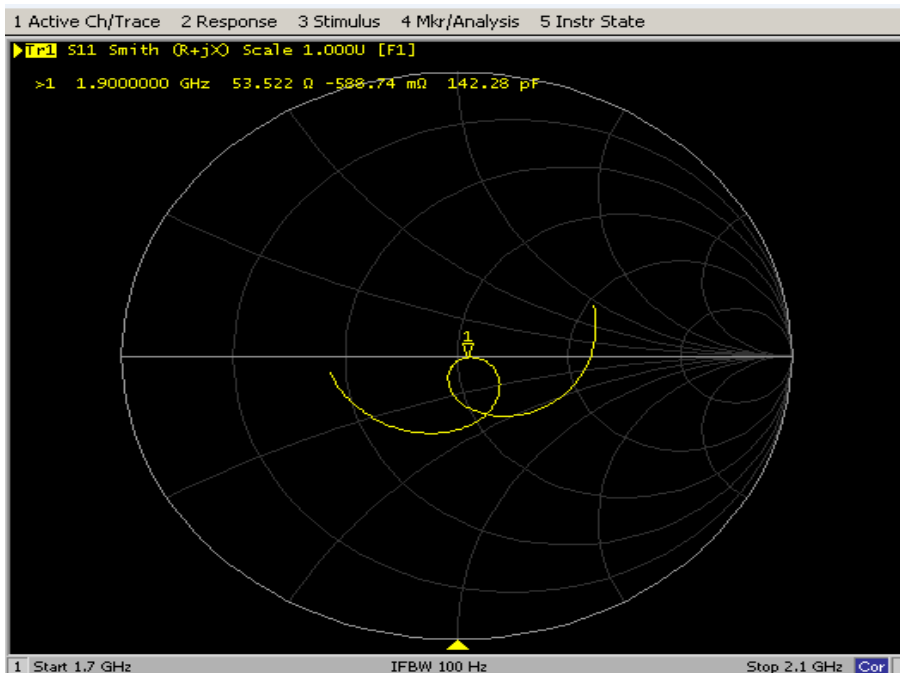 1 Active Ch/Trace 2 Response 3 Stimulus 4 Mkr/Analysis 5 Instr State
Tr1 S11 Smith (R+jX) Scale 1.000U [F1]
>1 1.9000000 GHz 53.522 Ω -588.74 mΩ 142.28 pF
1
1 Start 1.7 GHz IFBW 100 Hz Stop 2.1 GHz Cor